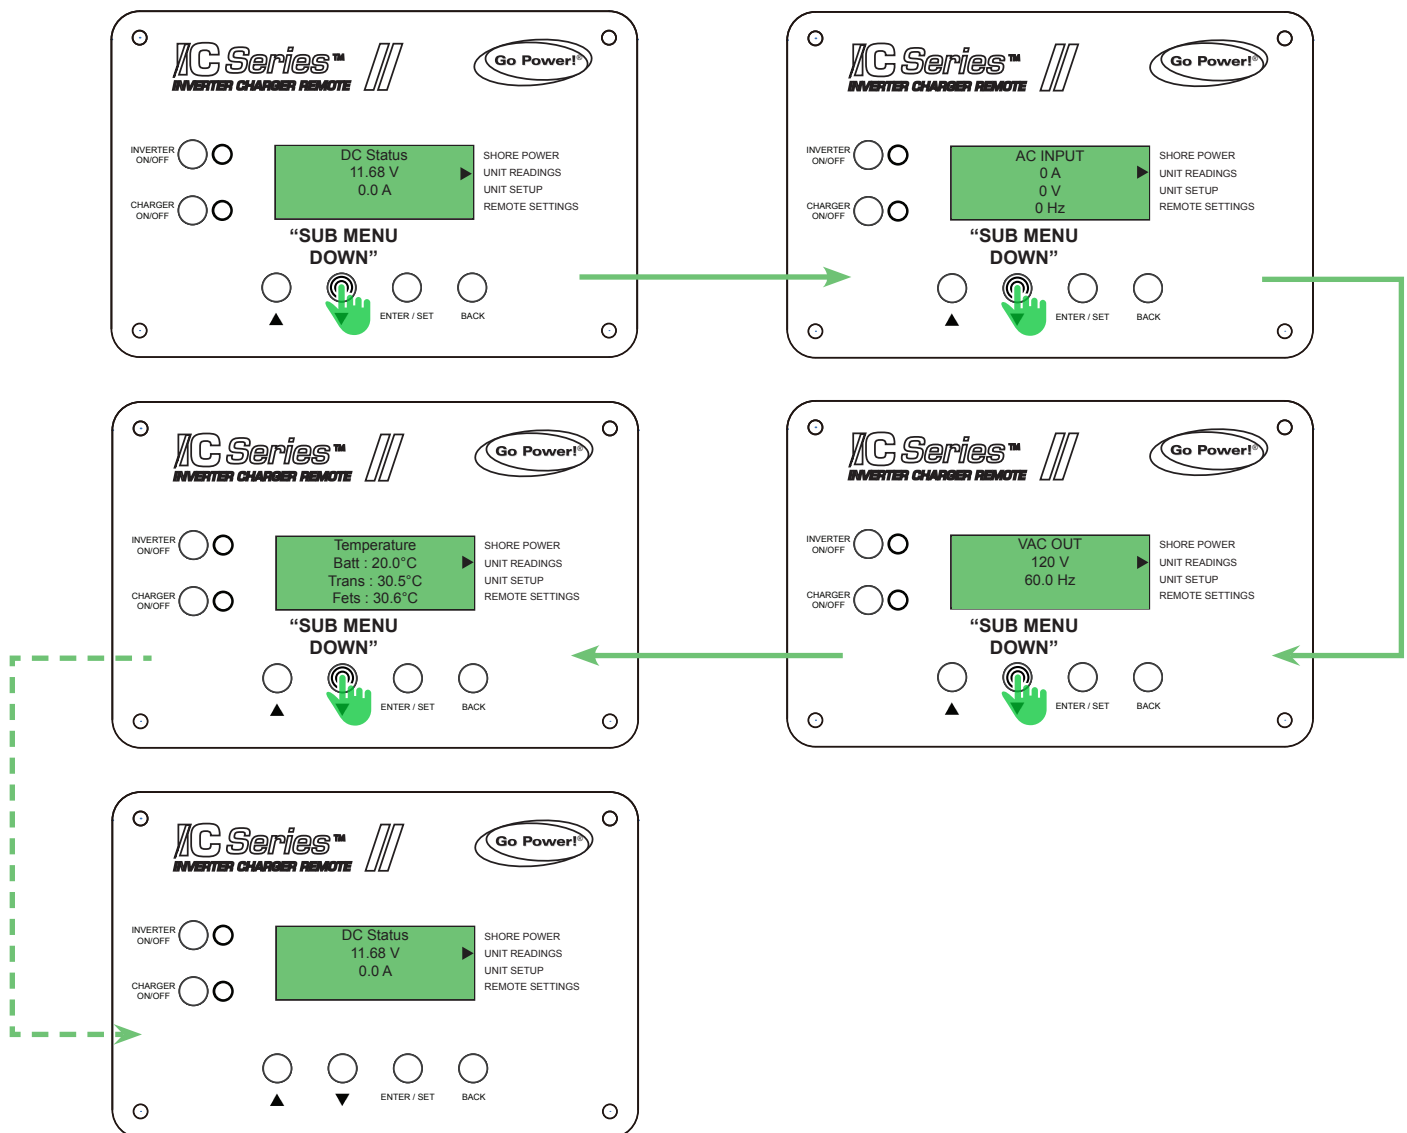 IC Series™
INVERTER CHARGER REMOTE
Go Power!®
INVERTER
ON/OFF
CHARGER
ON/OFF
DC Status
11.68 V
0.0 A
SHORE POWER
UNIT READINGS
UNIT SETUP
REMOTE SETTINGS
“SUB MENU
DOWN”
ENTER / SET
BACK
IC Series™
INVERTER CHARGER REMOTE
Go Power!®
INVERTER
ON/OFF
CHARGER
ON/OFF
AC INPUT
0 A
0 V
0 Hz
SHORE POWER
UNIT READINGS
UNIT SETUP
REMOTE SETTINGS
“SUB MENU
DOWN”
ENTER / SET
BACK
IC Series™
INVERTER CHARGER REMOTE
Go Power!®
INVERTER
ON/OFF
CHARGER
ON/OFF
Temperature
Batt : 20.0°C
Trans : 30.5°C
Fets : 30.6°C
SHORE POWER
UNIT READINGS
UNIT SETUP
REMOTE SETTINGS
“SUB MENU
DOWN”
ENTER / SET
BACK
IC Series™
INVERTER CHARGER REMOTE
Go Power!®
INVERTER
ON/OFF
CHARGER
ON/OFF
VAC OUT
120 V
60.0 Hz
SHORE POWER
UNIT READINGS
UNIT SETUP
REMOTE SETTINGS
“SUB MENU
DOWN”
ENTER / SET
BACK
IC Series™
INVERTER CHARGER REMOTE
Go Power!®
INVERTER
ON/OFF
CHARGER
ON/OFF
DC Status
11.68 V
0.0 A
SHORE POWER
UNIT READINGS
UNIT SETUP
REMOTE SETTINGS
ENTER / SET
BACK